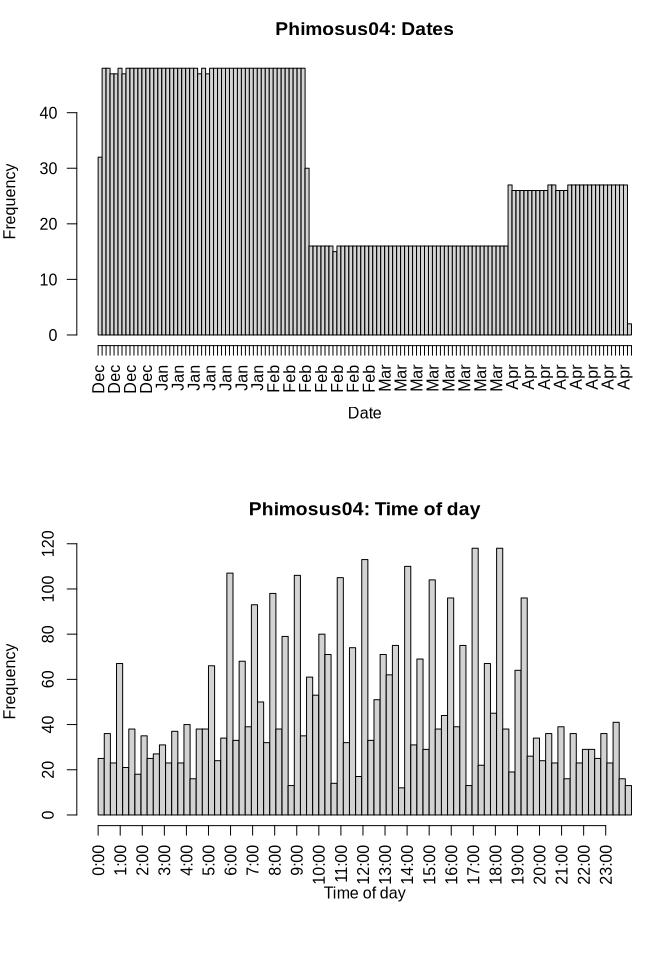 Phimosus04: Dates
40
30
20
10
0
Frequency
Dec Dec Dec Dec Jan Jan Jan Jan Jan Jan Jan Feb Feb Feb Feb Feb Feb Feb Mar Mar Mar Mar Mar Mar Mar Mar Apr Apr Apr Apr Apr Apr Apr Apr
Date
Phimosus04: Time of day
120
100
80
60
40
20
0
Frequency
0:00 1:00 2:00 3:00 4:00 5:00 6:00 7:00 8:00 9:00 10:00 11:00 12:00 13:00 14:00 15:00 16:00 17:00 18:00 19:00 20:00 21:00 22:00 23:00
Time of day